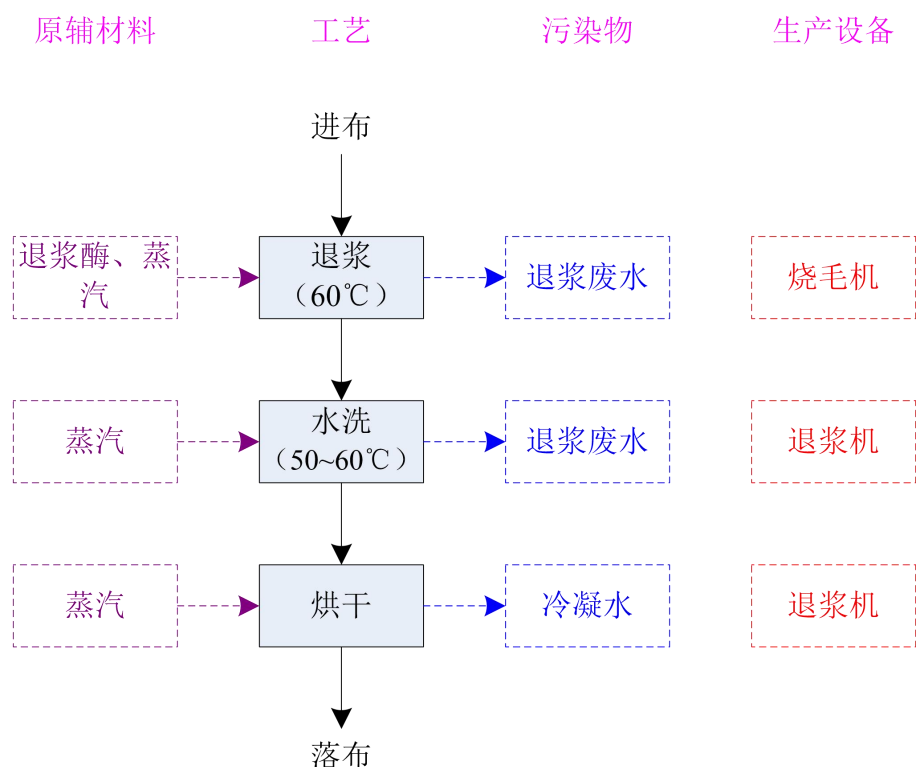 原辅材料 工艺 污染物 生产设备
进布
退浆酶、蒸
汽
退浆
（60℃）
退浆废水
烧毛机
蒸汽
水洗
（50~60℃）
退浆废水
退浆机
蒸汽
烘干
冷凝水
退浆机
落布